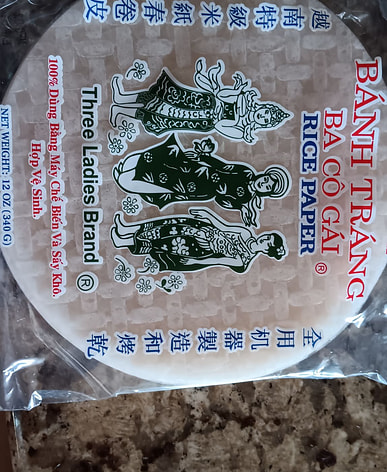 BÁNH TRÁNG
BA CÔ GÁI ®
RICE PAPER
越南特級米紙春卷皮
全用机器製造和烤乾
Three Ladies Brand ®
100% Dùng Bằng Máy Chế Biến Và Sấy Khô.
Hợp Vệ Sinh.
NET WEIGHT: 12 OZ (340 G)